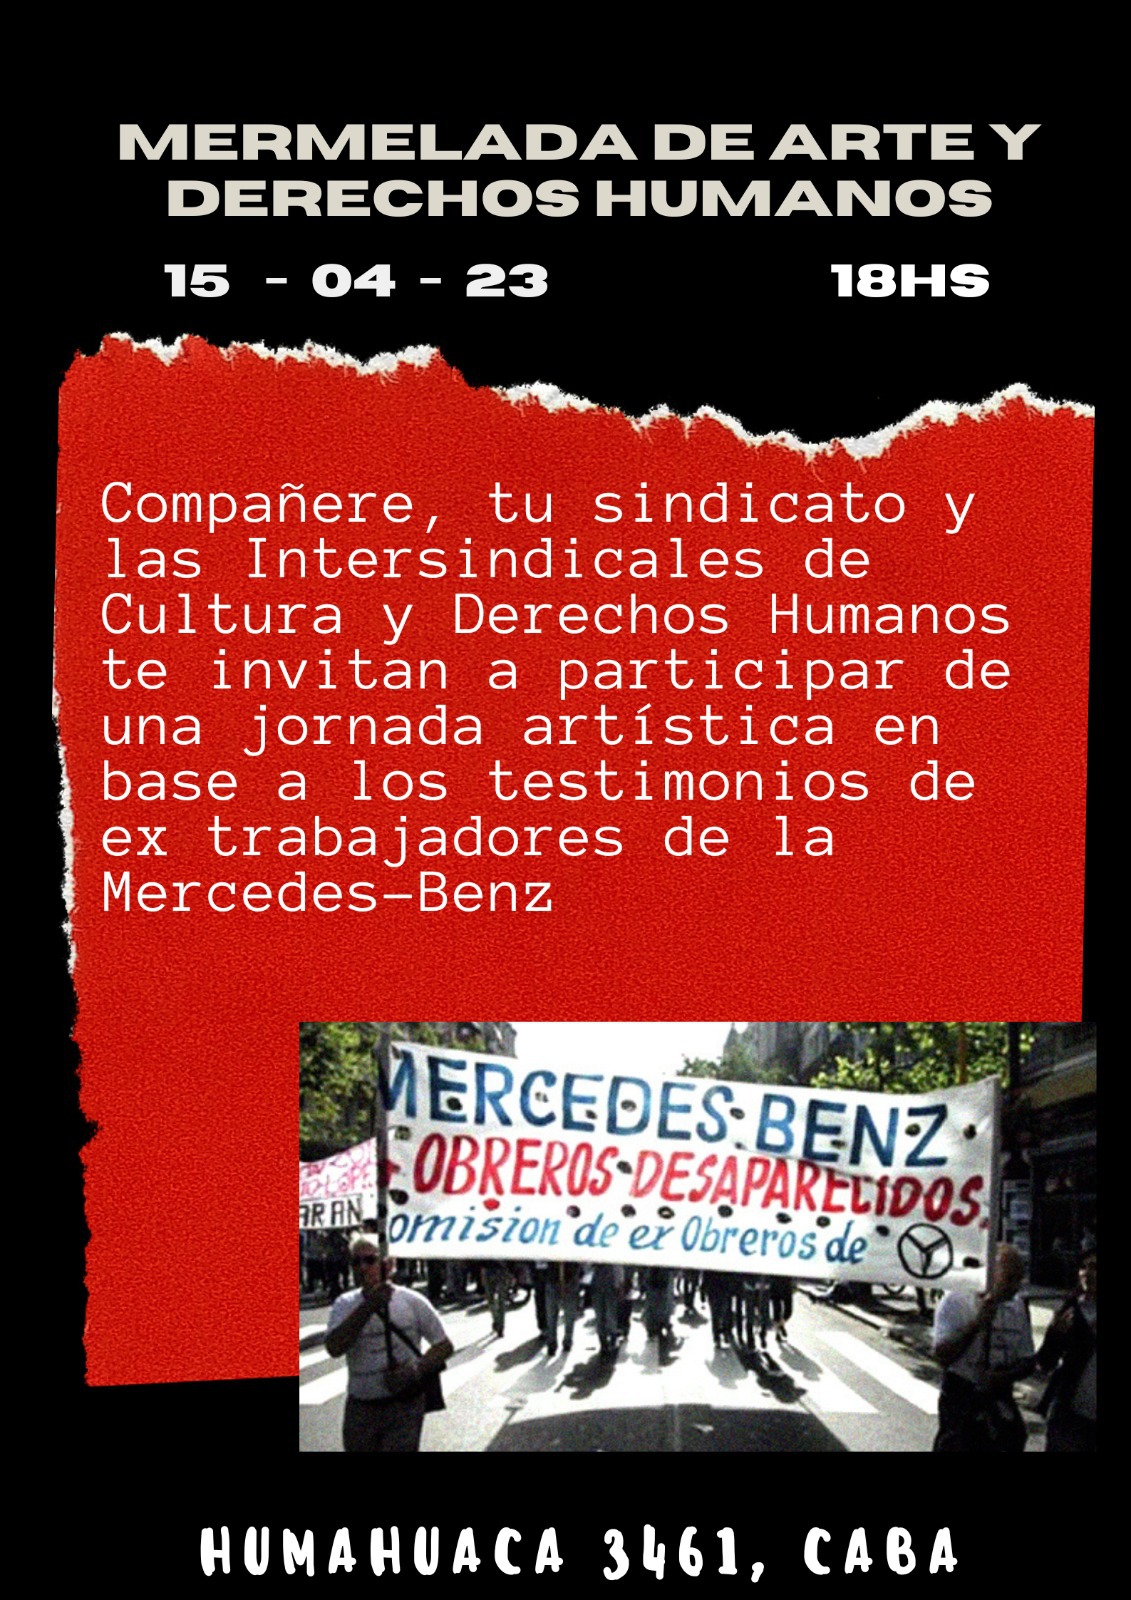 MERMELADA DE ARTE Y
DERECHOS HUMANOS
15 - 04 - 23 18HS
Compañere, tu sindicato y
las Intersindicales de
Cultura y Derechos Humanos
te invitan a participar de
una jornada artística en
base a los testimonios de
ex trabajadores de la
Mercedes-Benz
MERCEDES BENZ
OBREROS DESAPARECIDOS
omision de ex Obreros de
HUMAHUACA 3461, CABA